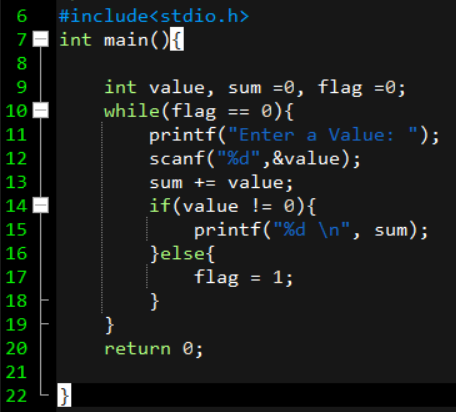 6 #include<stdio.h>
7 int main(){
8
9 int value, sum =0, flag =0;
10 while(flag == 0){
11 printf("Enter a Value: ");
12 scanf("%d",&value);
13 sum += value;
14 if(value != 0){
15 printf("%d \n", sum);
16 }else{
17 flag = 1;
18 }
19 }
20 return 0;
21
22 }